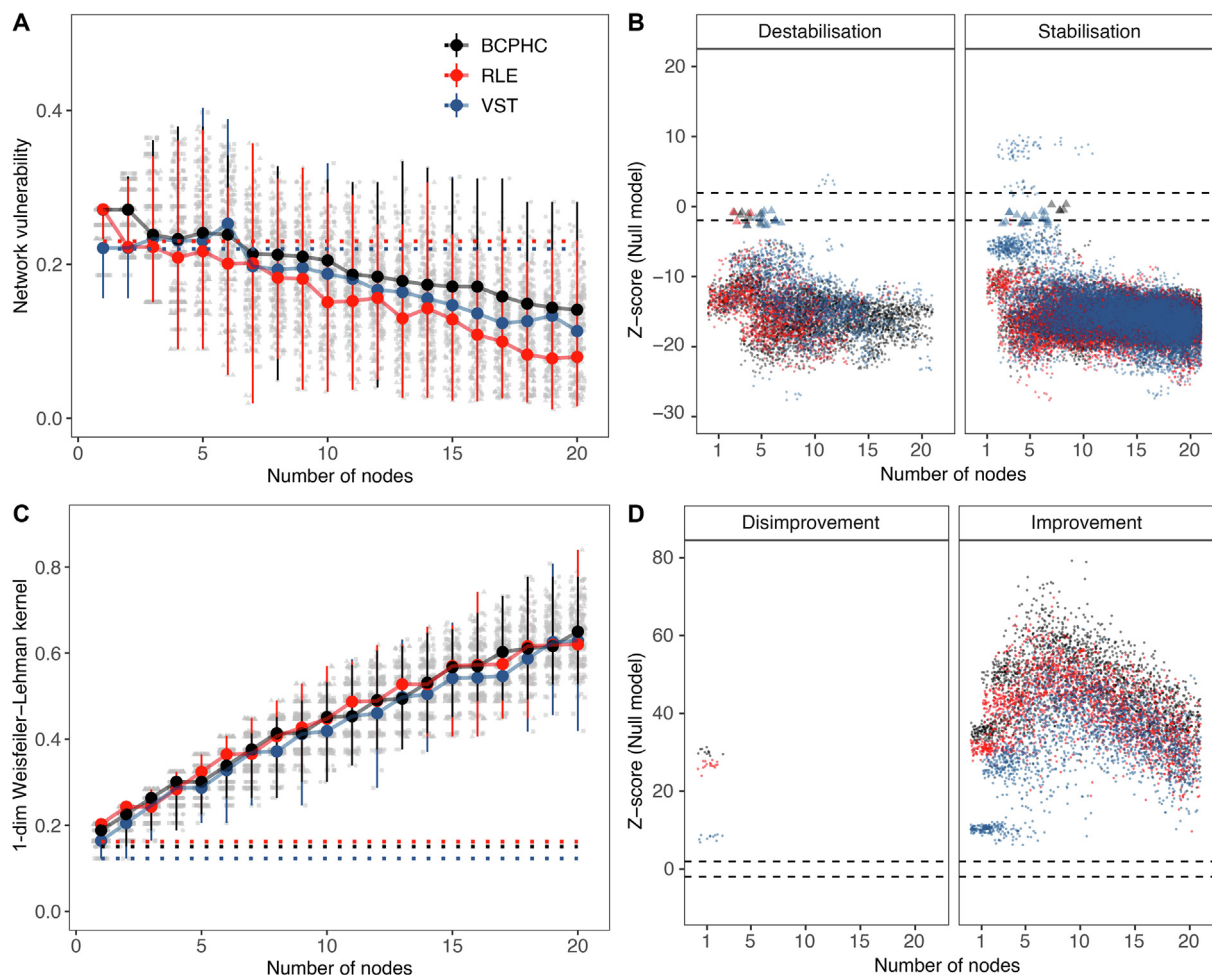 A
BCPHC
RLE
VST
Network vulnerability
0.4
0.2
0.0
0 5 10 15 20
Number of nodes
B
Destabilisation Stabilisation
Z−score (Null model)
20
10
0
−10
−20
−30
1 5 10 15 20 1 5 10 15 20
Number of nodes
C
1−dim Weisfeiler−Lehman kernel
0.8
0.6
0.4
0.2
0.0
0 5 10 15 20
Number of nodes
D
Disimprovement Improvement
Z−score (Null model)
80
60
40
20
0
1 5 10 15 20 1 5 10 15 20
Number of nodes